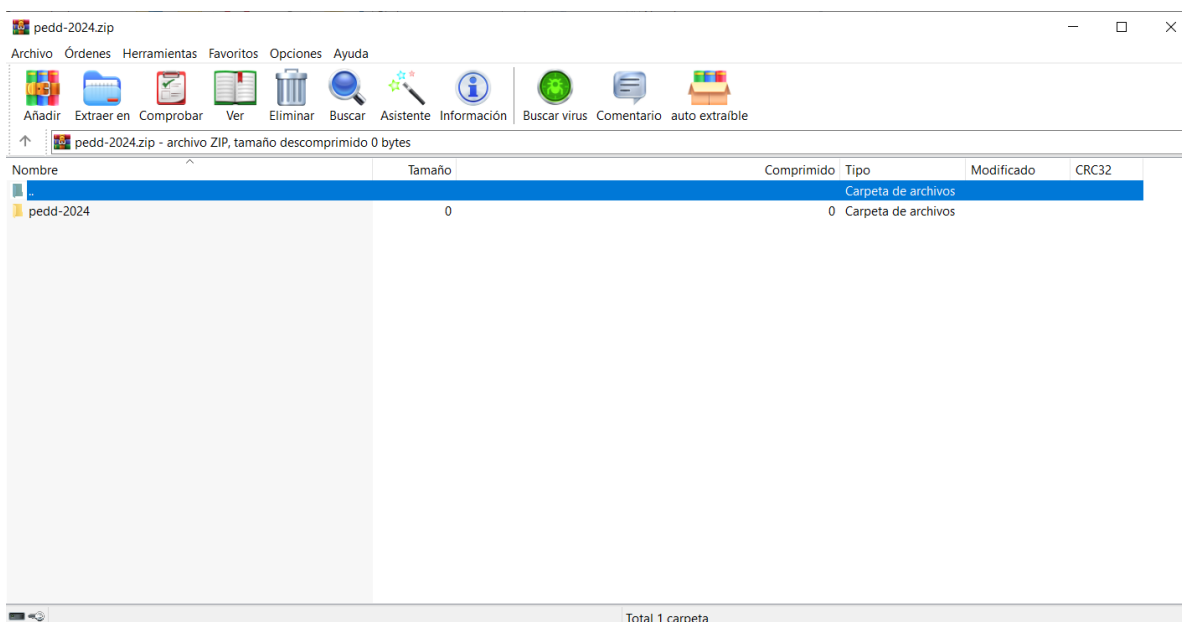 pedd-2024.zip
Archivo Órdenes Herramientas Favoritos Opciones Ayuda
Añadir Extraer en Comprobar Ver Eliminar Buscar Asistente Información Buscar virus Comentario auto extraíble
pedd-2024.zip - archivo ZIP, tamaño descomprimido 0 bytes
Nombre Tamaño Comprimido Tipo Modificado CRC32
.. Carpeta de archivos
pedd-2024 0 0 Carpeta de archivos
Total 1 carpeta